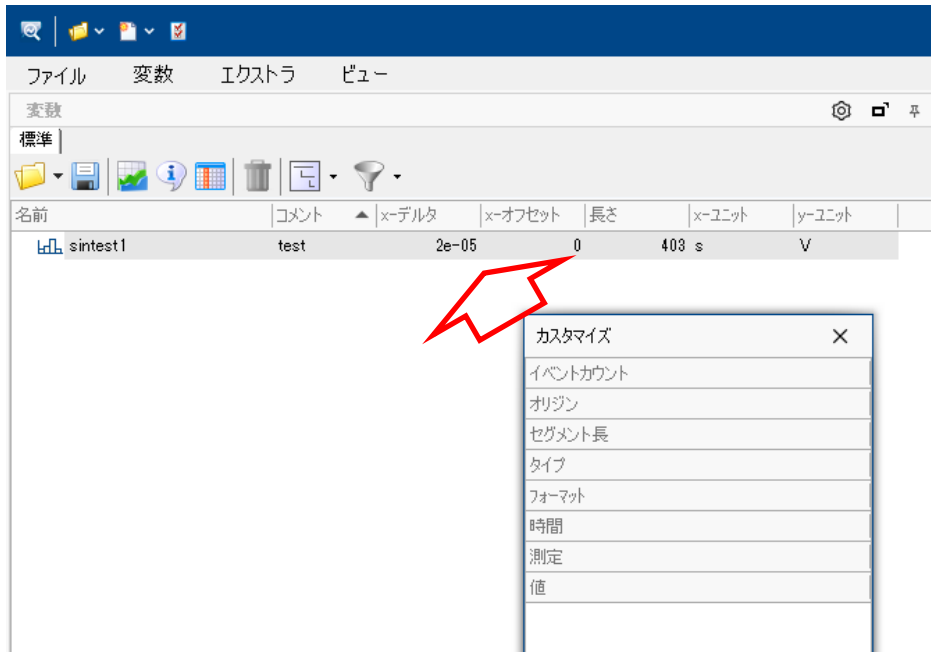 ファイル 変数 エクストラ ビュー
変数
標準
名前 コメント x-デルタ x-オフセット 長さ x-ユニット y-ユニット
sintest1 test 2e-05 0 403 s V
カスタマイズ
イベントカウント
オリジン
セグメント長
タイプ
フォーマット
時間
測定
値